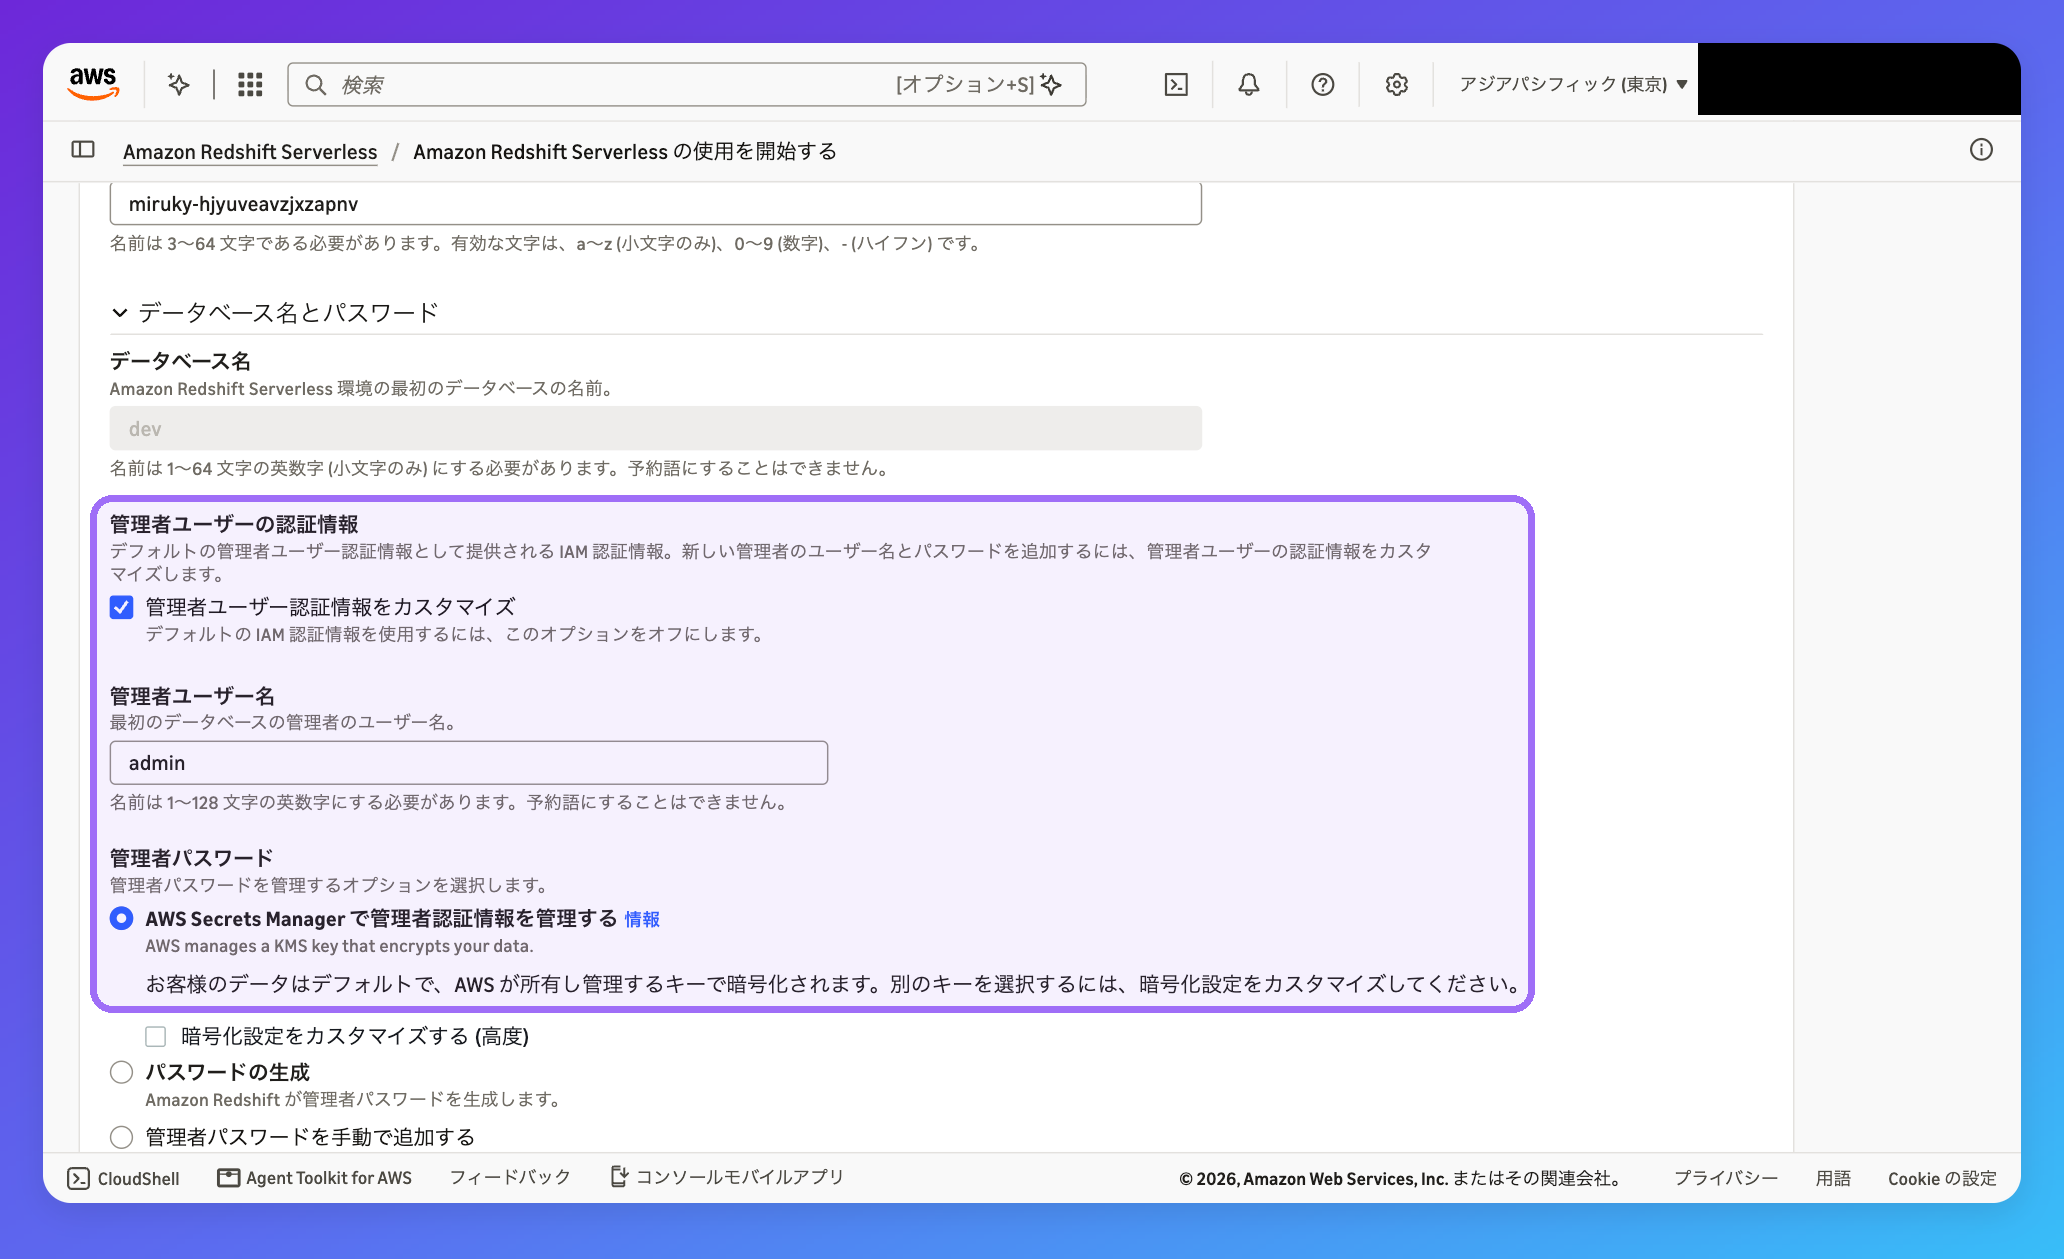 aws
検索
[オプション+S]
アジアパシフィック (東京) ▼
Amazon Redshift Serverless / Amazon Redshift Serverless の使用を開始する
miruky-hjyuveavzjxzapnv
名前は 3～64 文字である必要があります。有効な文字は、a～z (小文字のみ)、0～9 (数字)、- (ハイフン) です。
データベース名とパスワード
データベース名
Amazon Redshift Serverless 環境の最初のデータベースの名前。
dev
名前は 1～64 文字の英数字 (小文字のみ) にする必要があります。予約語にすることはできません。
管理者ユーザーの認証情報
デフォルトの管理者ユーザー認証情報として提供される IAM 認証情報。新しい管理者のユーザー名とパスワードを追加するには、管理者ユーザーの認証情報をカスタ
マイズします。
管理者ユーザー認証情報をカスタマイズ
デフォルトの IAM 認証情報を使用するには、このオプションをオフにします。
管理者ユーザー名
最初のデータベースの管理者のユーザー名。
admin
名前は 1～128 文字の英数字にする必要があります。予約語にすることはできません。
管理者パスワード
管理者パスワードを管理するオプションを選択します。
AWS Secrets Manager で管理者認証情報を管理する 情報
AWS manages a KMS key that encrypts your data.
お客様のデータはデフォルトで、AWS が所有し管理するキーで暗号化されます。別のキーを選択するには、暗号化設定をカスタマイズしてください。
暗号化設定をカスタマイズする (高度)
パスワードの生成
Amazon Redshift が管理者パスワードを生成します。
管理者パスワードを手動で追加する
CloudShell
Agent Toolkit for AWS
フィードバック
コンソールモバイルアプリ
© 2026, Amazon Web Services, Inc. またはその関連会社。
プライバシー
用語
Cookie の設定